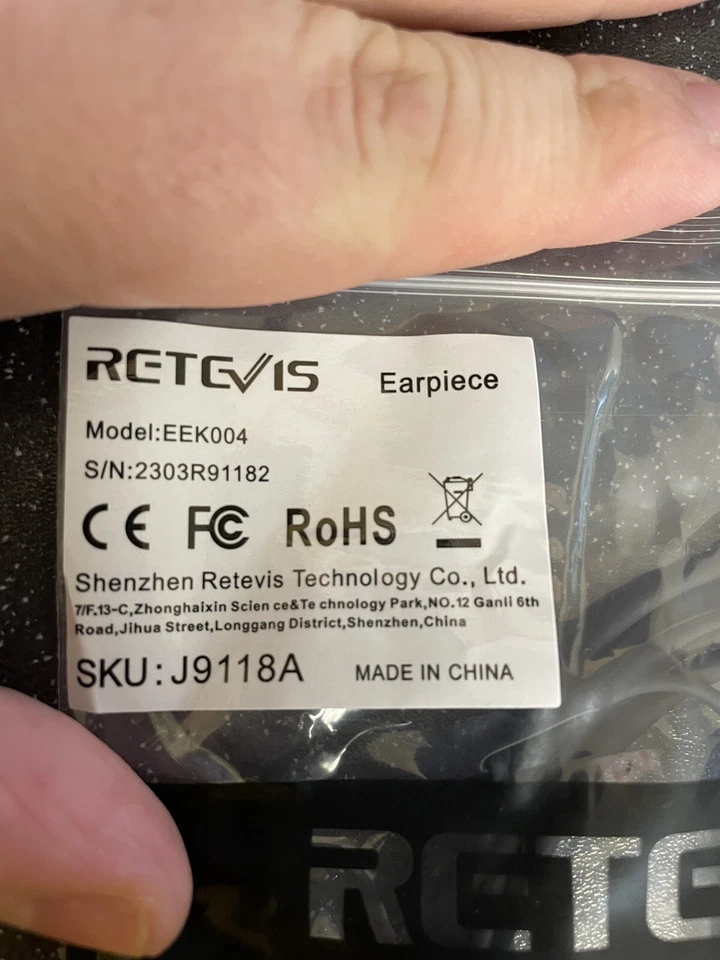 RETEVIS Earpiece
Model:EEK004
S/N:2303R91182
CE FC RoHS
Shenzhen Retevis Technology Co., Ltd.
7/F.13-C,Zhonghaixin Scien ce&Te chnology Park,NO.12 Ganli 6th
Road,Jihua Street,Longgang District,Shenzhen,China
SKU:J9118A MADE IN CHINA
RETE